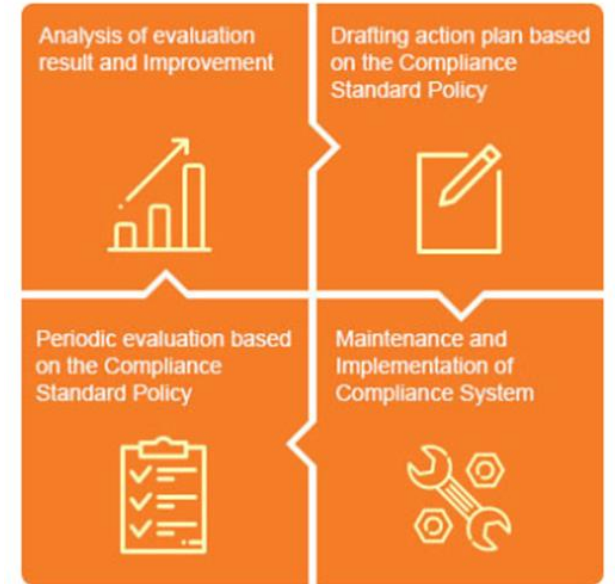 Analysis of evaluation
result and Improvement
Drafting action plan based
on the Compliance
Standard Policy
Periodic evaluation based
on the Compliance
Standard Policy
Maintenance and
Implementation of
Compliance System